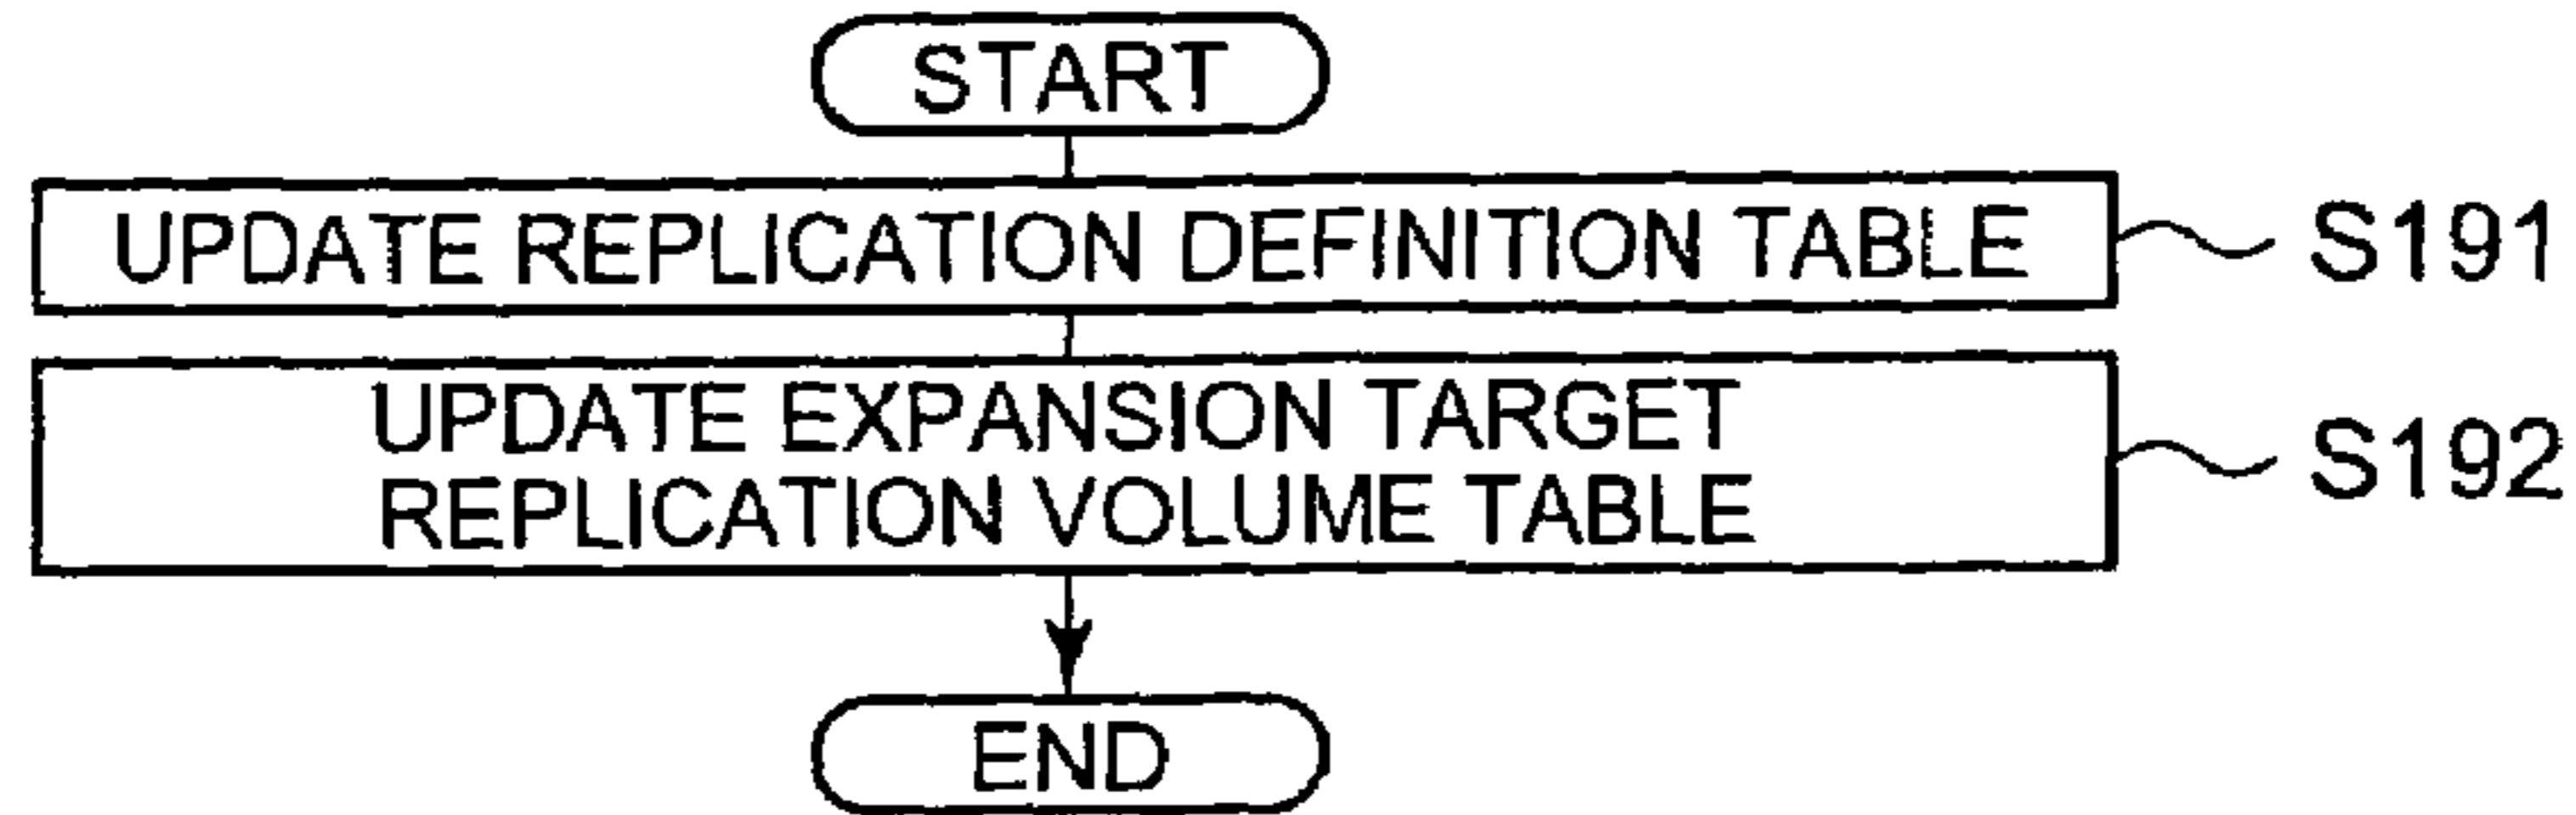 START
UPDATE REPLICATION DEFINITION TABLE
S191
UPDATE EXPANSION TARGET
REPLICATION VOLUME TABLE
S192
END